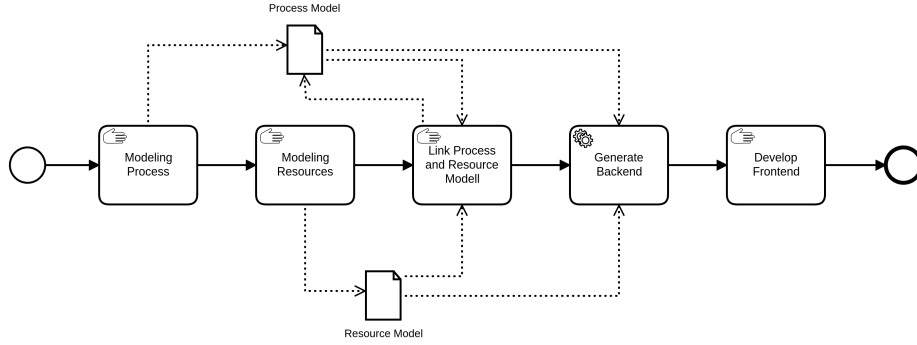 Process Model
Modeling
Process
Modeling
Resources
Link Process
and Resource
Modell
Generate
Backend
Develop
Frontend
Resource Model